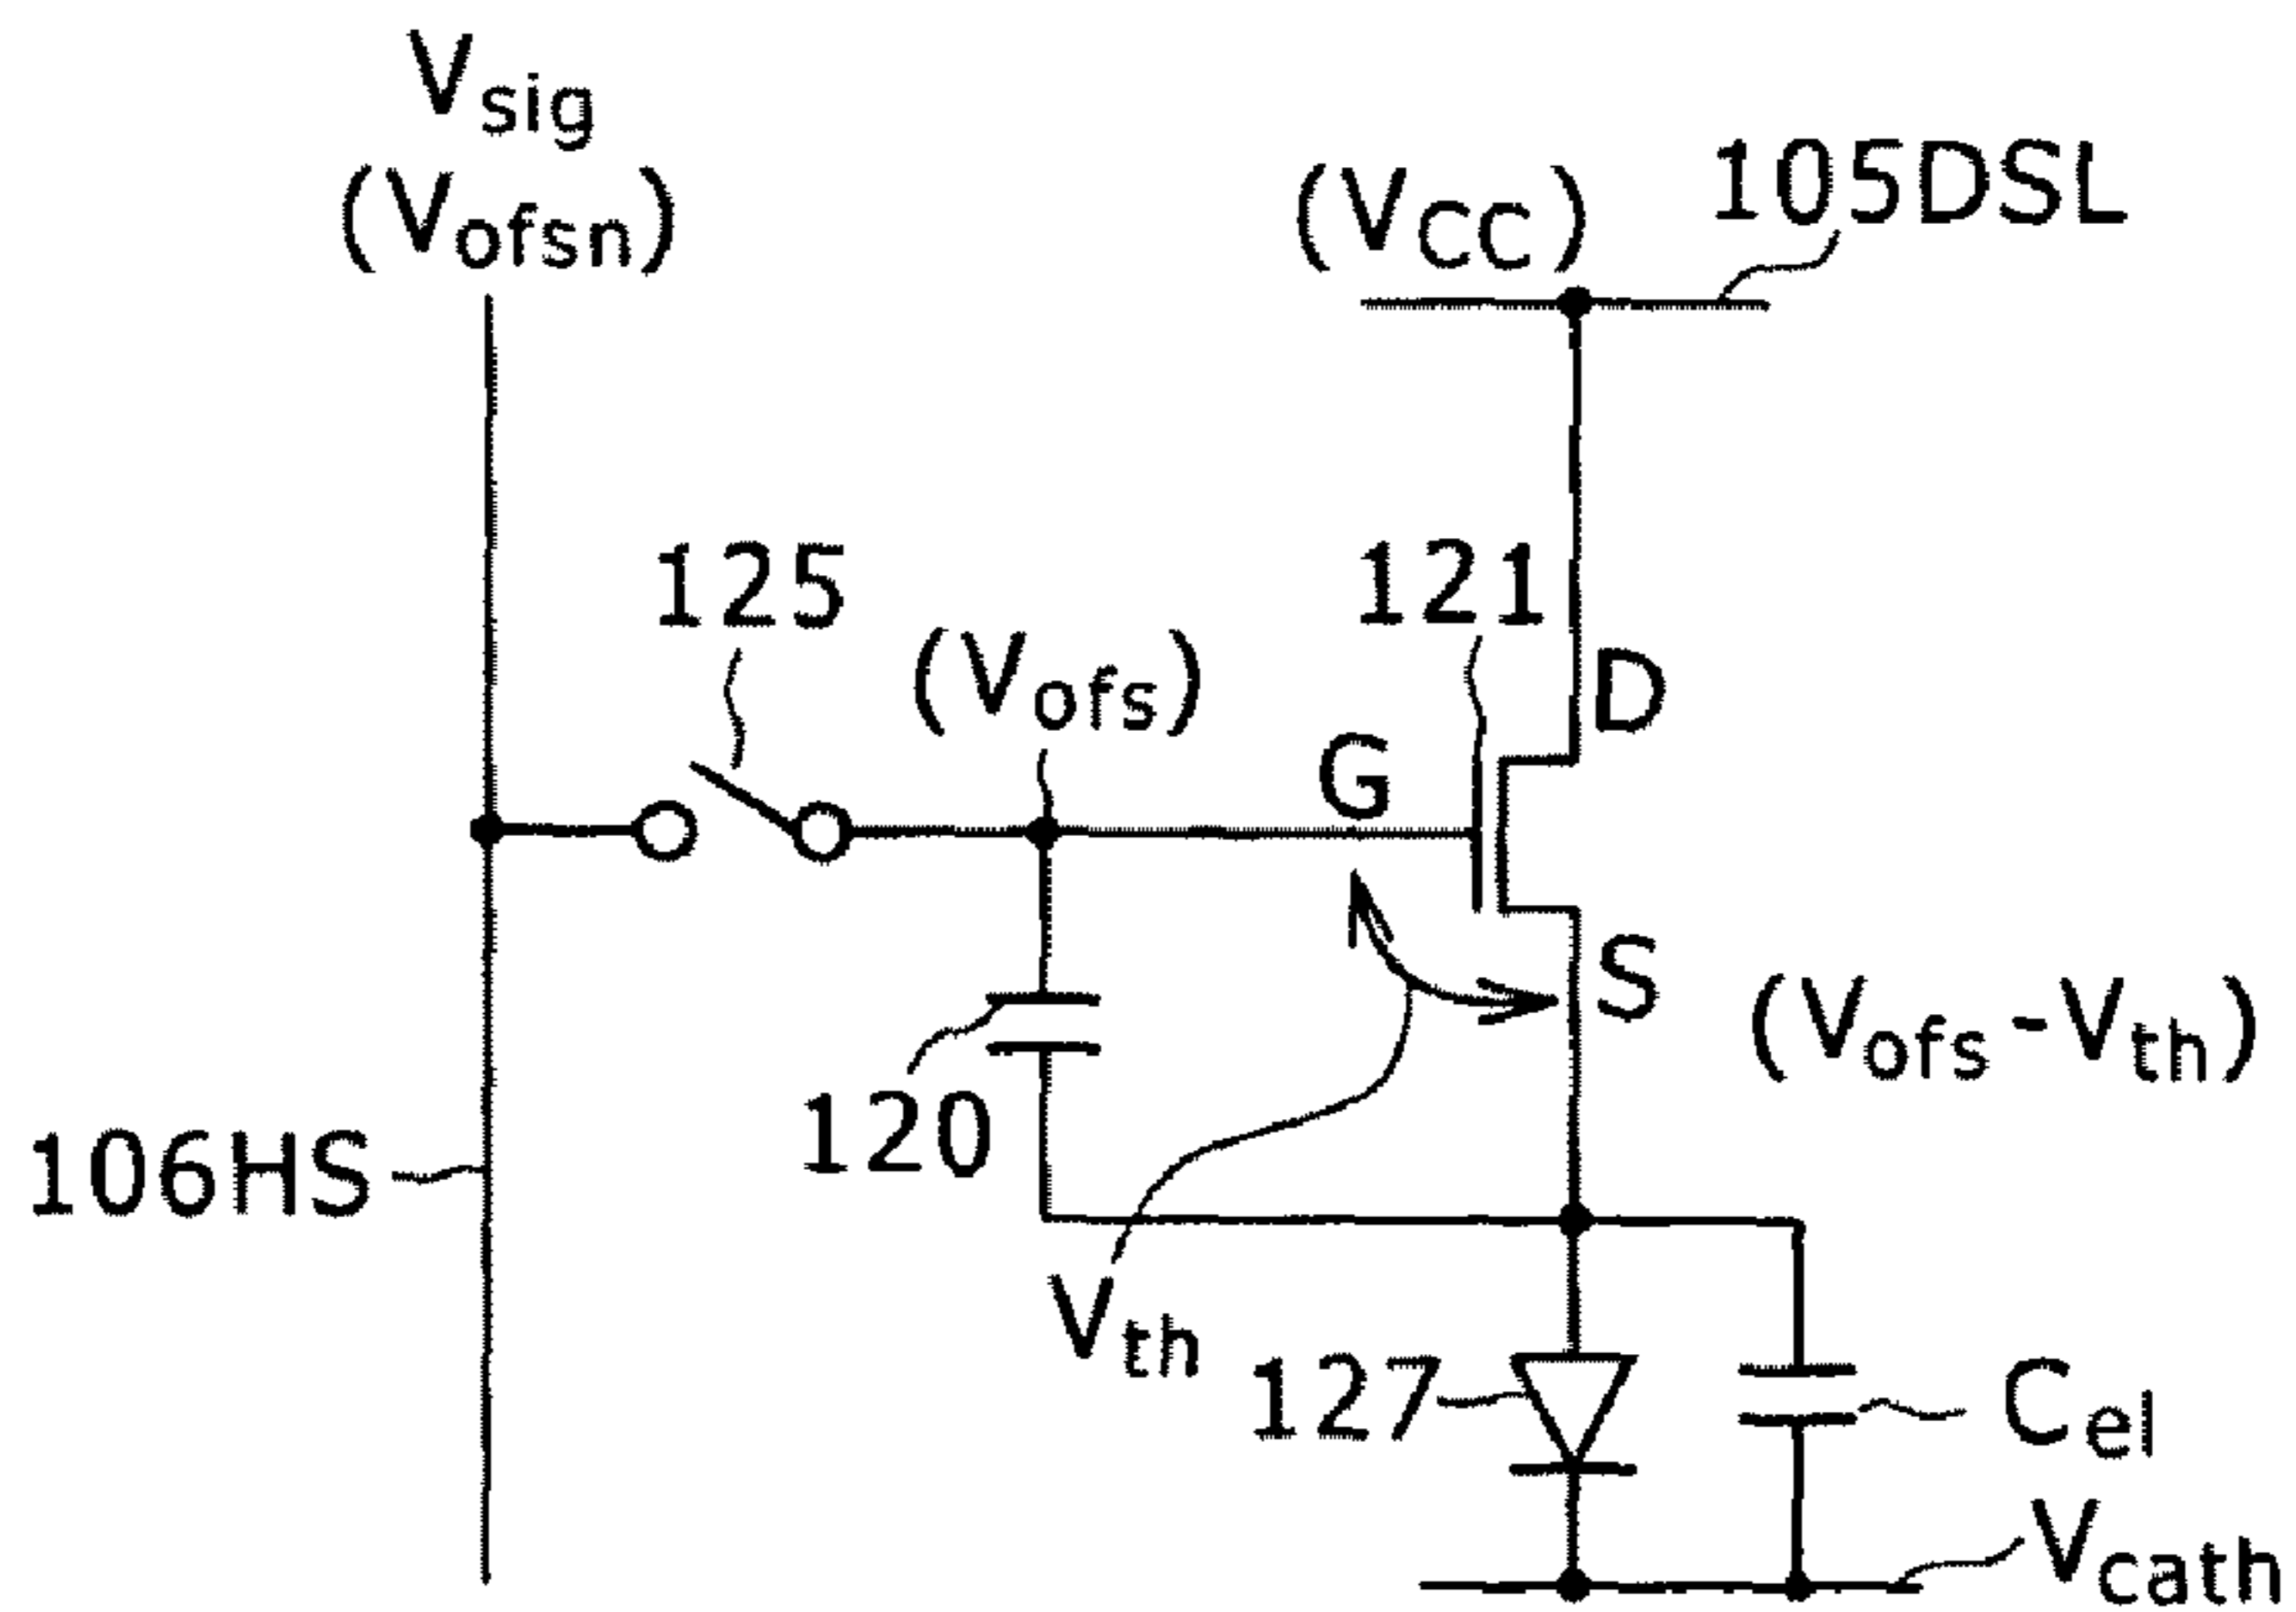 Vsig
(Vofsn)
(VCC)
105DSL
125
(Vofs)
121
D
G
S
(Vofs-Vth)
120
106HS
Vth
127
Cel
Vcath